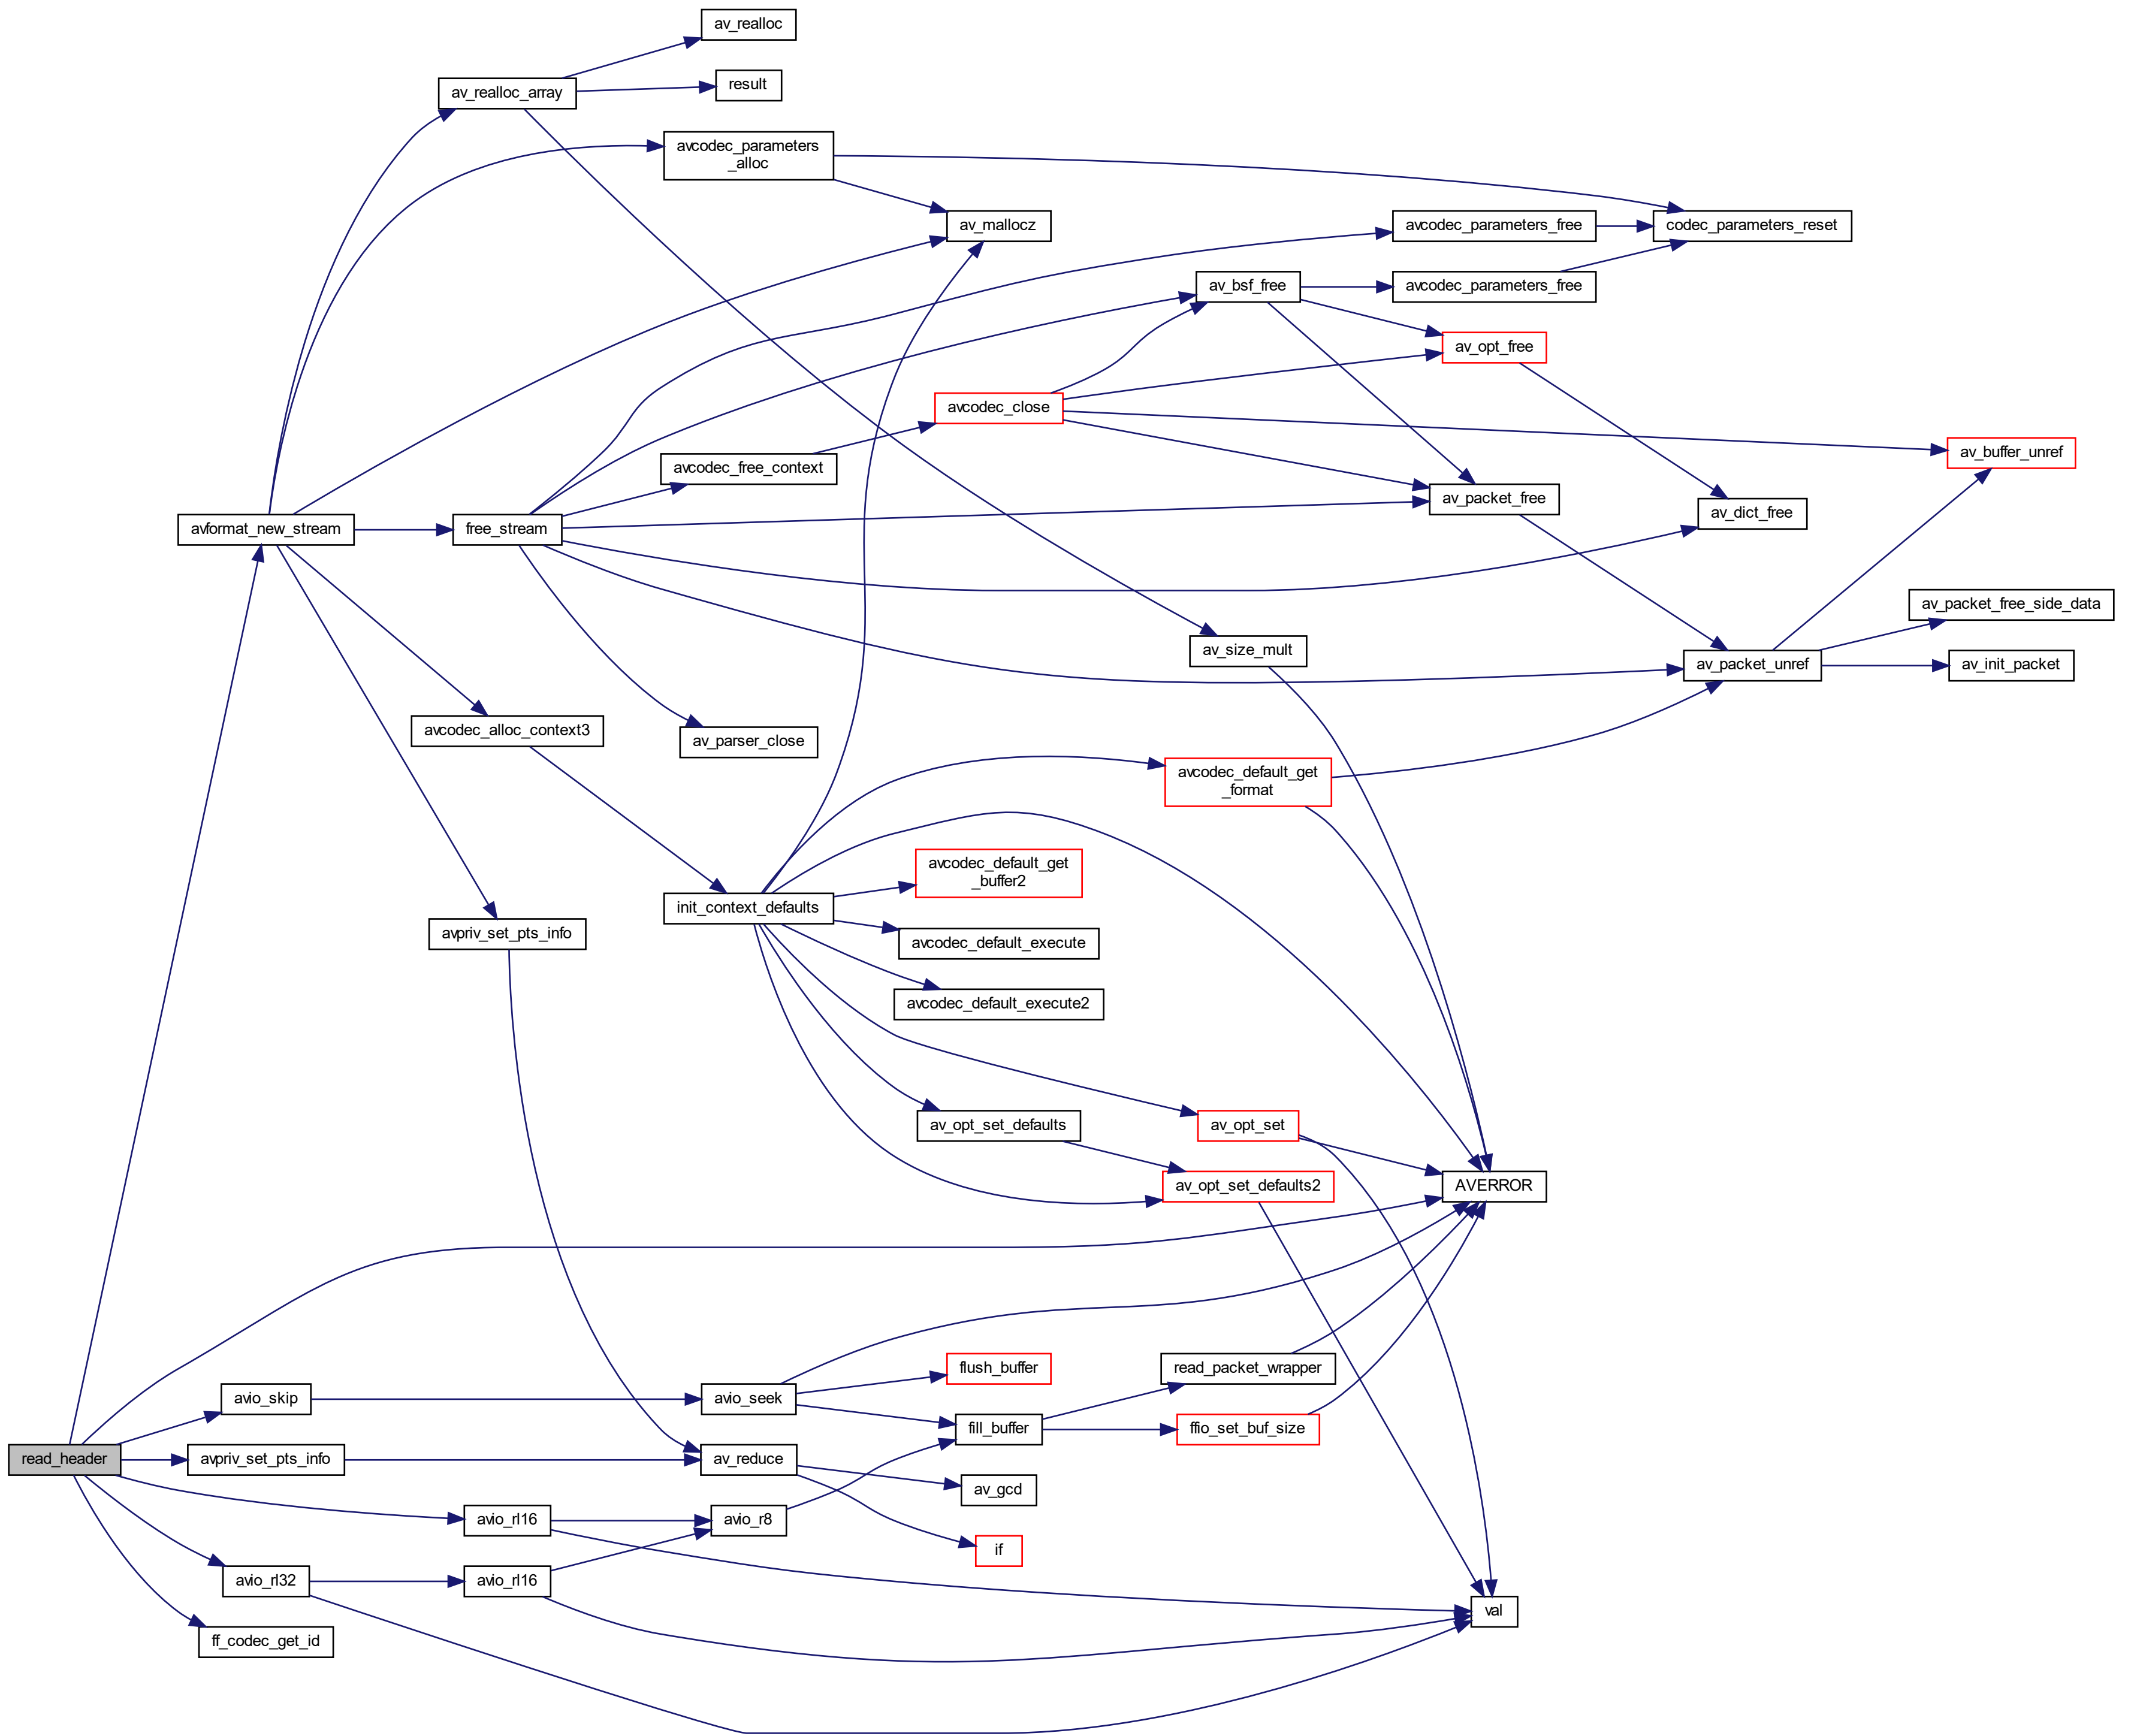 av_realloc
av_realloc_array
result
avcodec_parameters
_alloc
av_mallocz
avcodec_parameters_free
codec_parameters_reset
av_bsf_free
avcodec_parameters_free
av_opt_free
avcodec_close
av_buffer_unref
avcodec_free_context
av_packet_free
av_dict_free
avformat_new_stream
free_stream
av_packet_free_side_data
av_size_mult
av_packet_unref
av_init_packet
avcodec_alloc_context3
av_parser_close
avcodec_default_get
_format
avcodec_default_get
_buffer2
init_context_defaults
avpriv_set_pts_info
avcodec_default_execute
avcodec_default_execute2
av_opt_set_defaults
av_opt_set
av_opt_set_defaults2
AVERROR
flush_buffer
read_packet_wrapper
avio_skip
avio_seek
fill_buffer
ffio_set_buf_size
read_header
avpriv_set_pts_info
av_reduce
av_gcd
avio_rl16
avio_r8
if
avio_rl32
avio_rl16
val
ff_codec_get_id